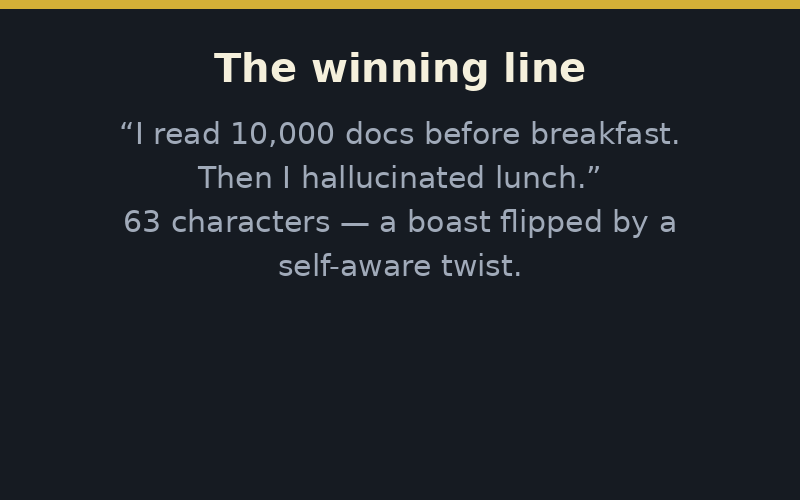 The winning line
“I read 10,000 docs before breakfast.
Then I hallucinated lunch.”
63 characters — a boast flipped by a
self-aware twist.